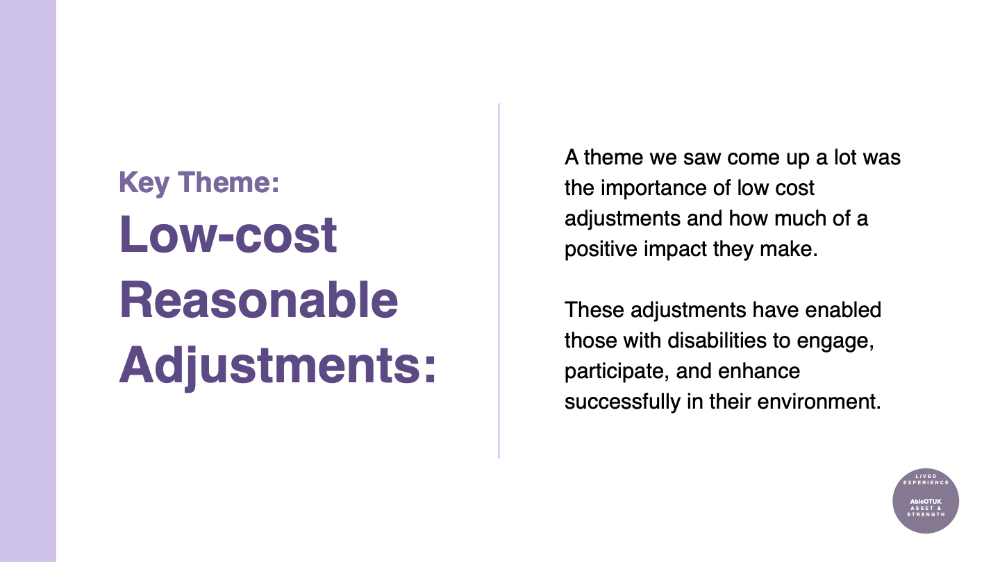 Key Theme:
Low-cost
Reasonable
Adjustments:
A theme we saw come up a lot was
the importance of low cost
adjustments and how much of a
positive impact they make.
These adjustments have enabled
those with disabilities to engage,
participate, and enhance
successfully in their environment.
LIVED
EXPERIENCE
AbleOTUK
ASSET &
STRENGTH